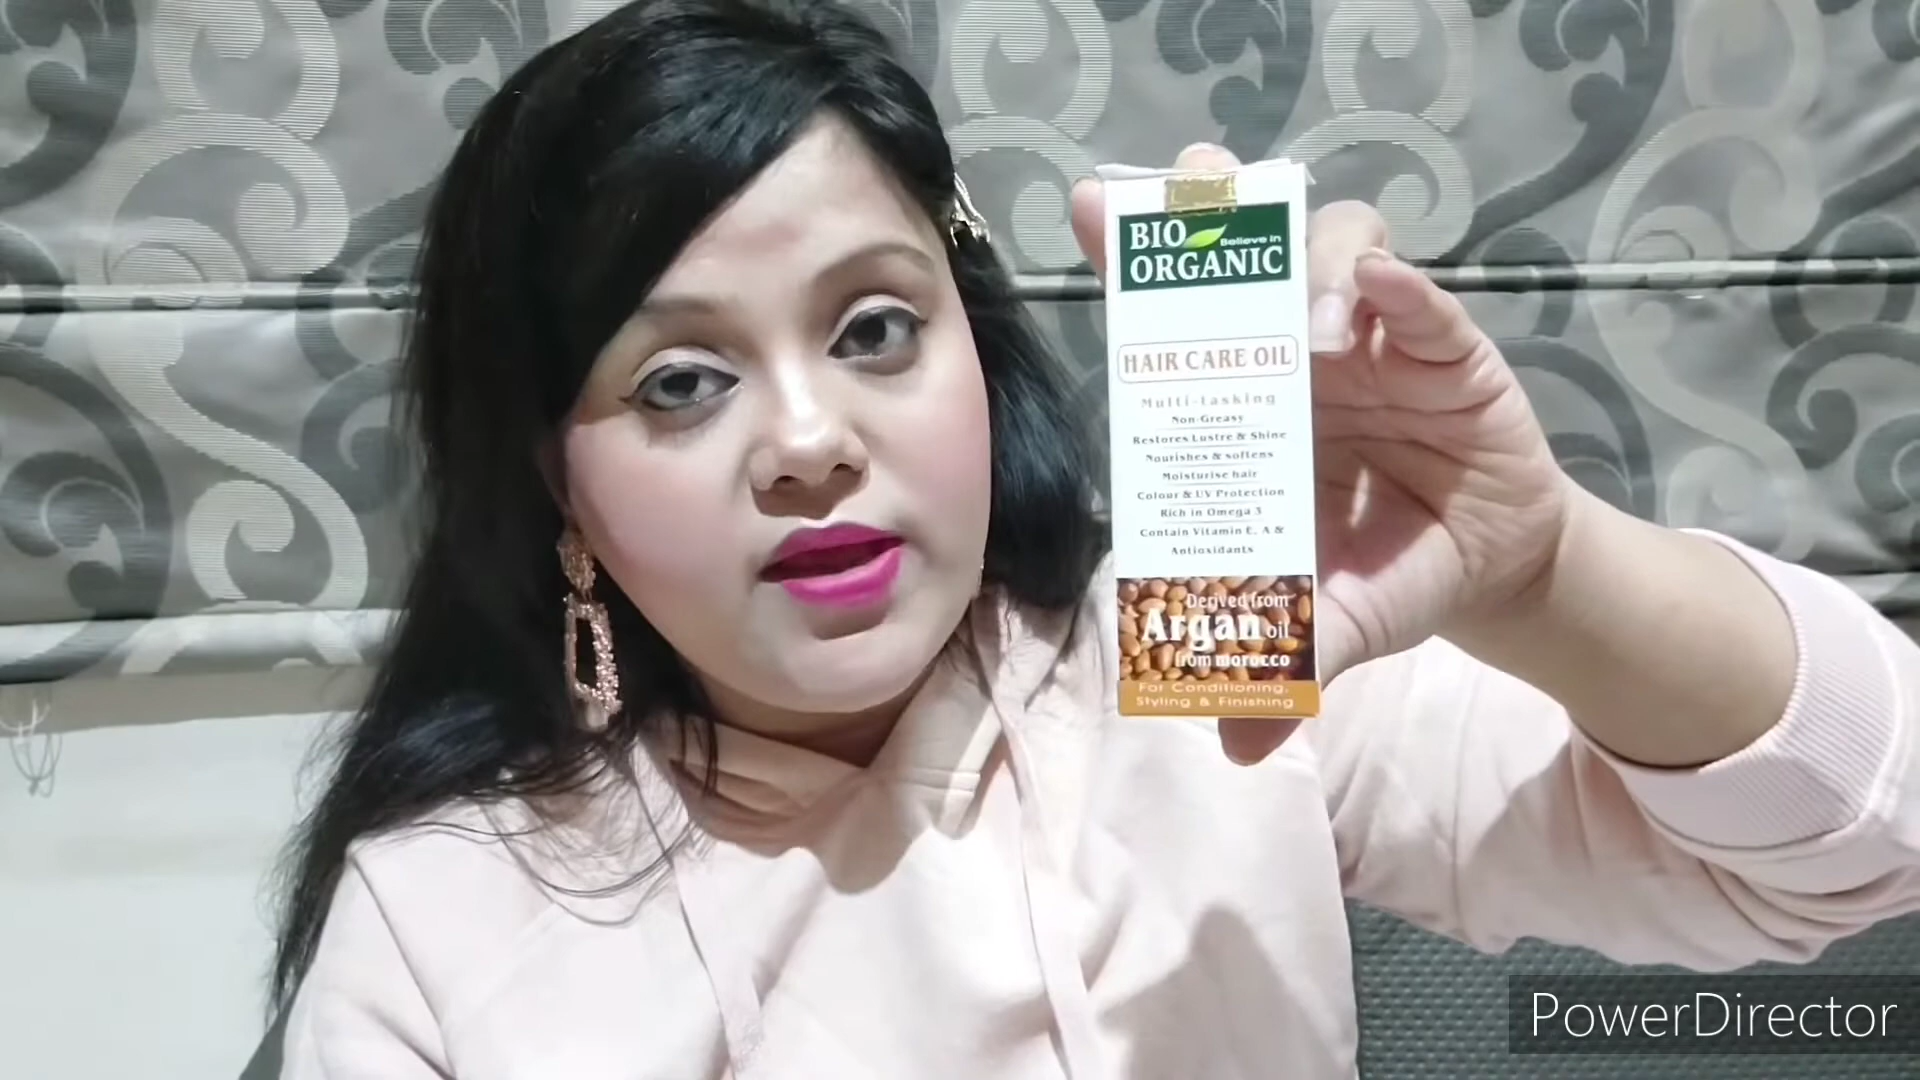 BIO Believe in
ORGANIC
HAIR CARE OIL
Multi-tasking
Non-Greasy
Restores Lustre & Shine
Nourishes & softens
Moisturise hair
Colour & UV Protection
Rich in Omega 3
Contain Vitamin E, A &
Antioxidants
Derived from
Argan oil
from morocco
For Conditioning,
Styling & Finishing
PowerDirector